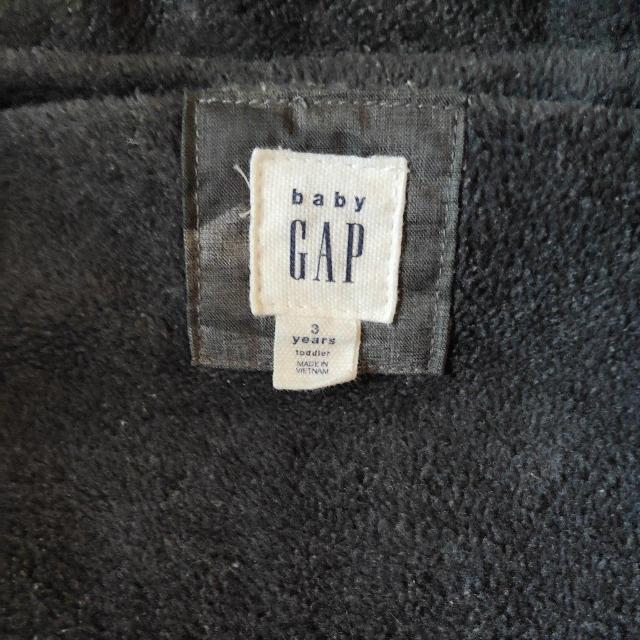 baby
GAP
3
years
toddler
MADE IN
VIETNAM